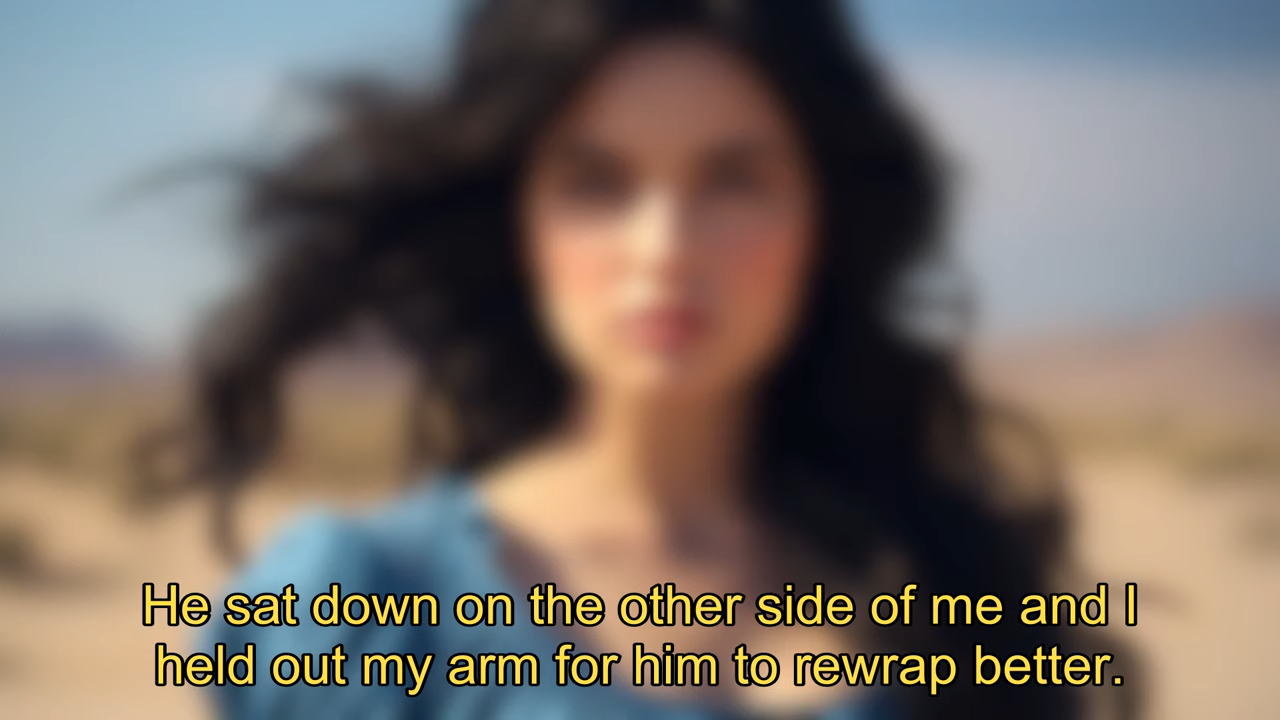 He sat down on the other side of me and I
held out my arm for him to rewrap better.